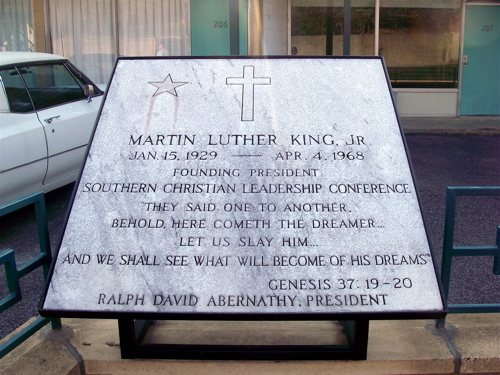 206
207
MARTIN LUTHER KING, JR.
JAN. 15, 1929 — APR. 4, 1968
FOUNDING PRESIDENT
SOUTHERN CHRISTIAN LEADERSHIP CONFERENCE
THEY SAID ONE TO ANOTHER,
BEHOLD, HERE COMETH THE DREAMER...
LET US SLAY HIM...
AND WE SHALL SEE WHAT WILL BECOME OF HIS DREAMS"
GENESIS 37: 19-20
RALPH DAVID ABERNATHY, PRESIDENT